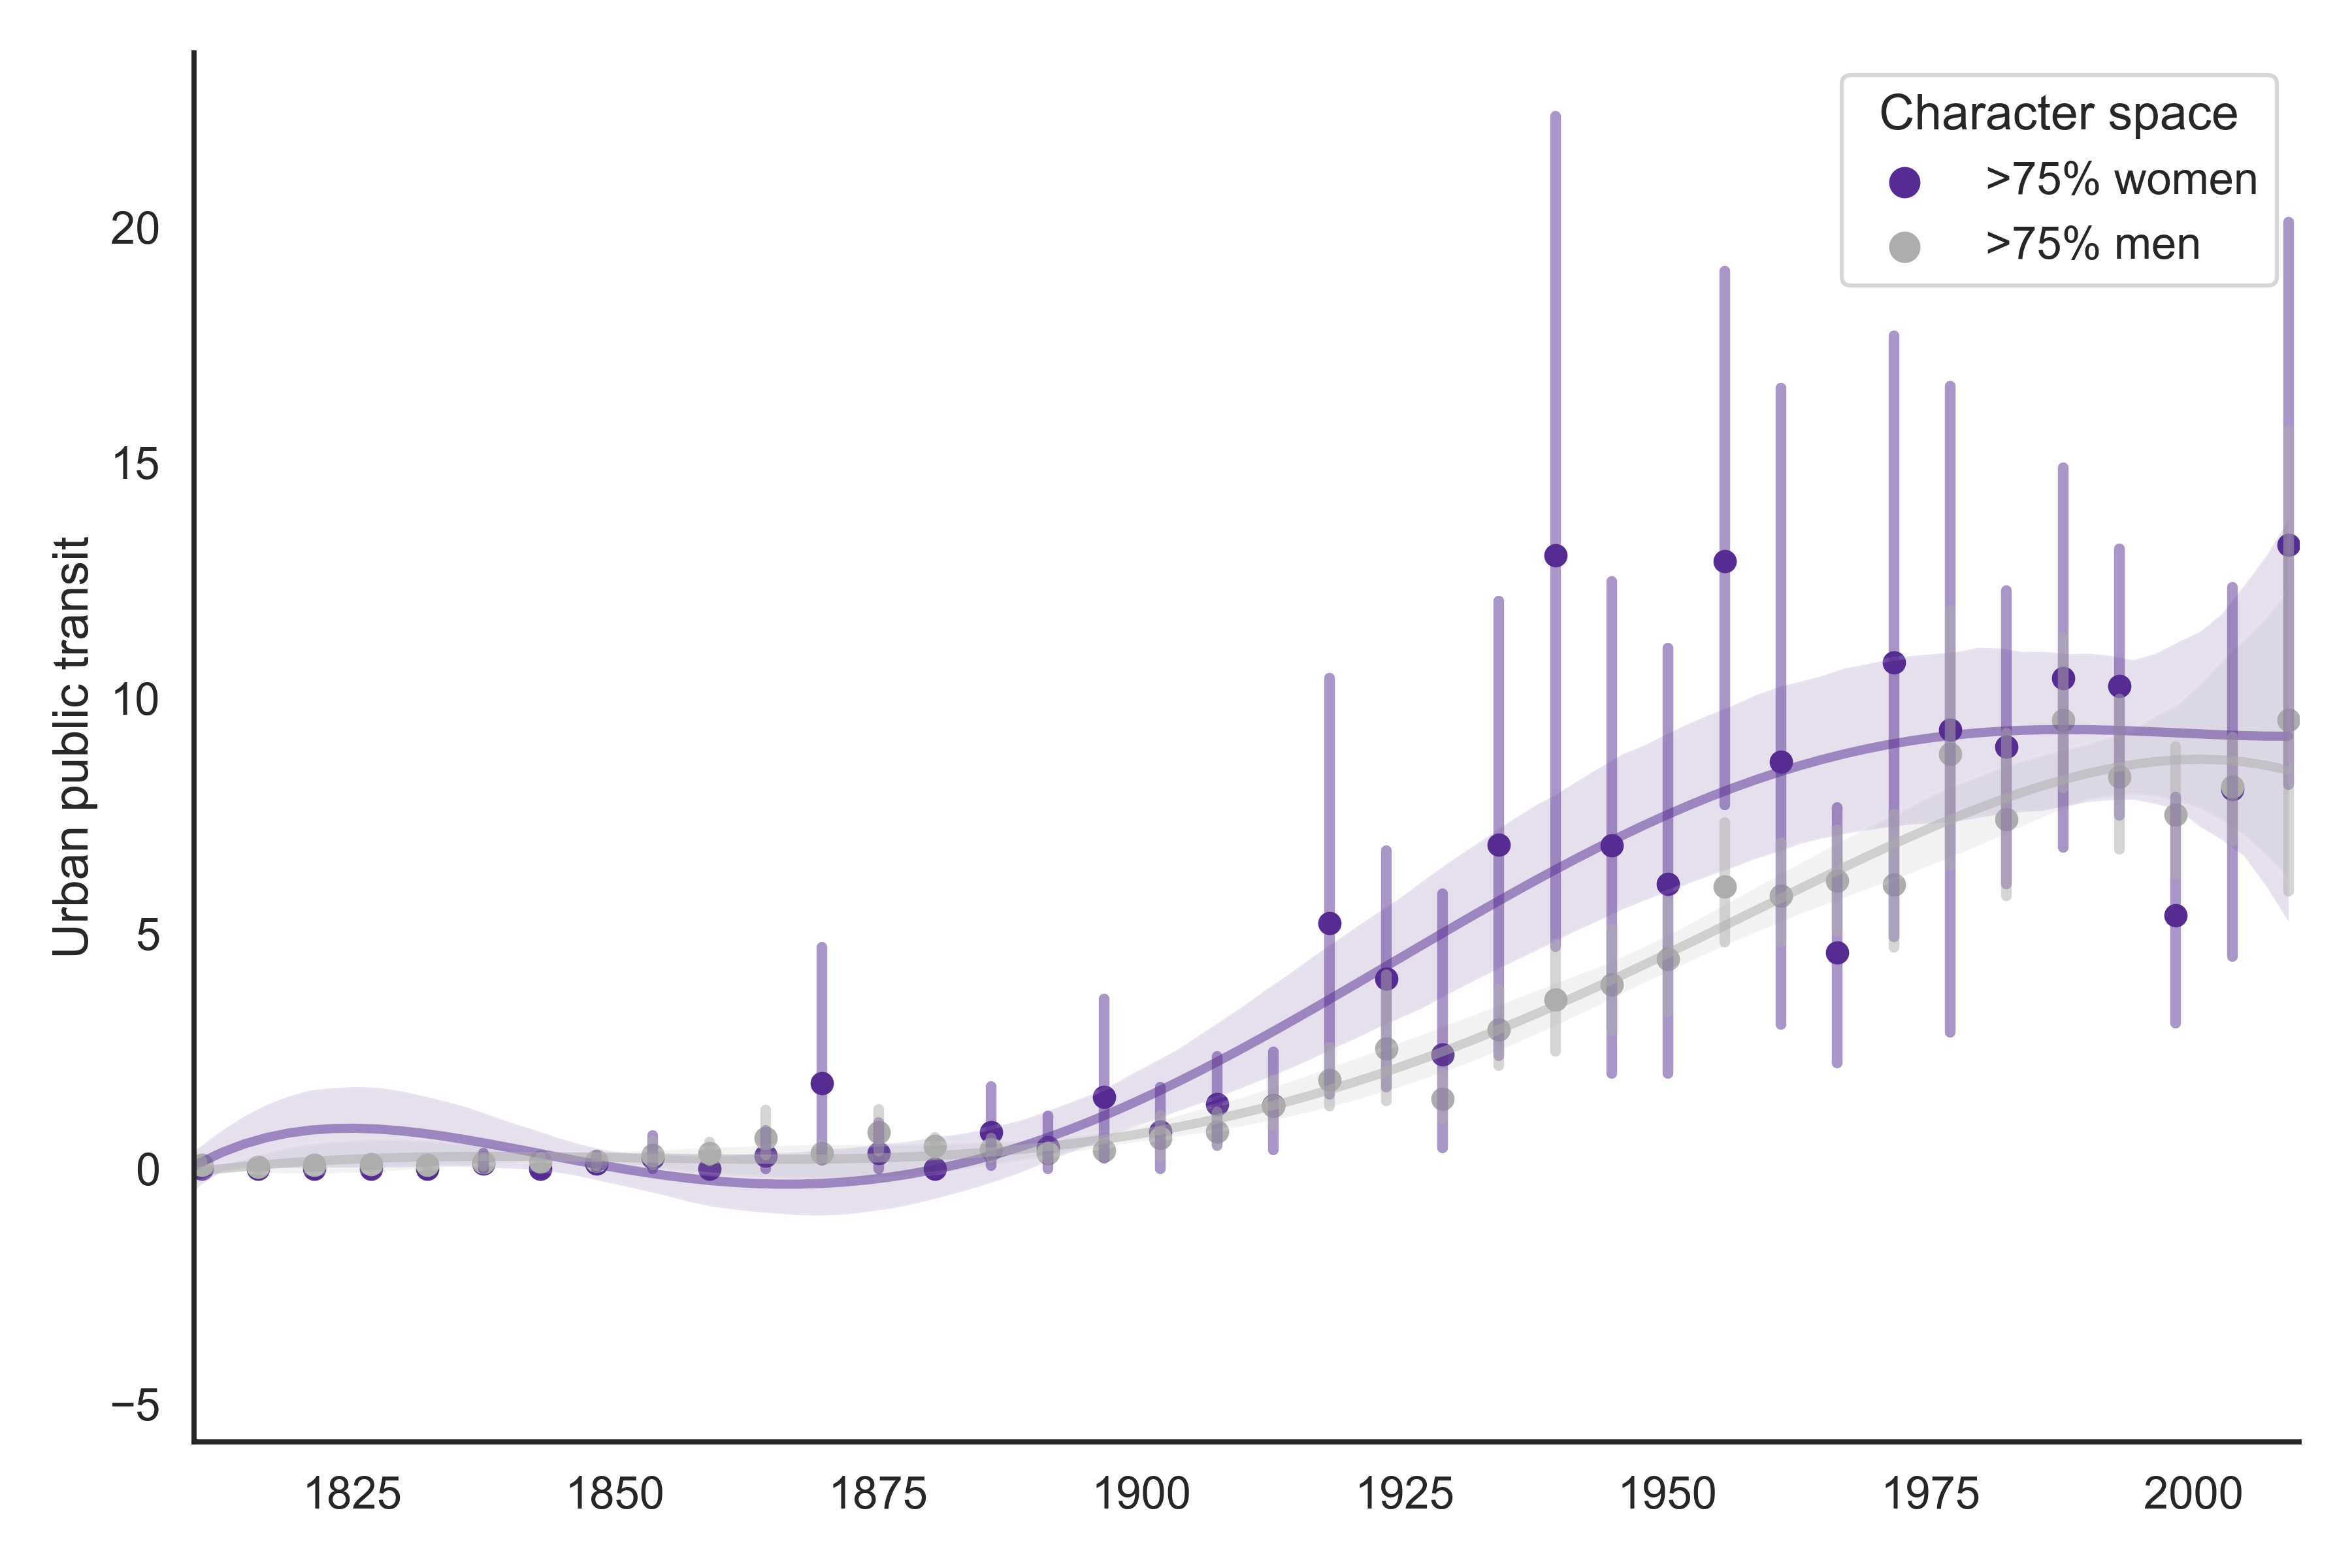 Character space
>75% women
>75% men
Urban public transit
20
15
10
5
0
−5
1825 1850 1875 1900 1925 1950 1975 2000